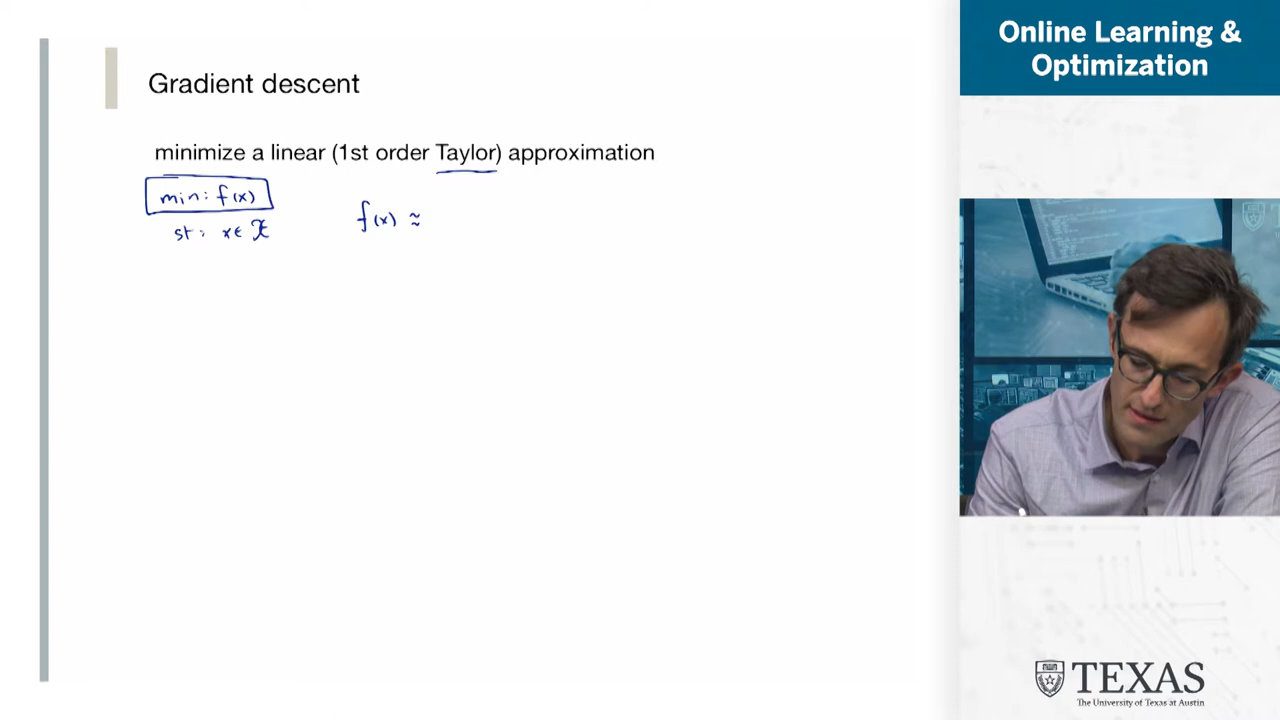 Online Learning &
Optimization
Gradient descent
minimize a linear (1st order Taylor) approximation
min: f(x)
st: x ∈ 𝒳
f(x) ≈
TEXAS
The University of Texas at Austin